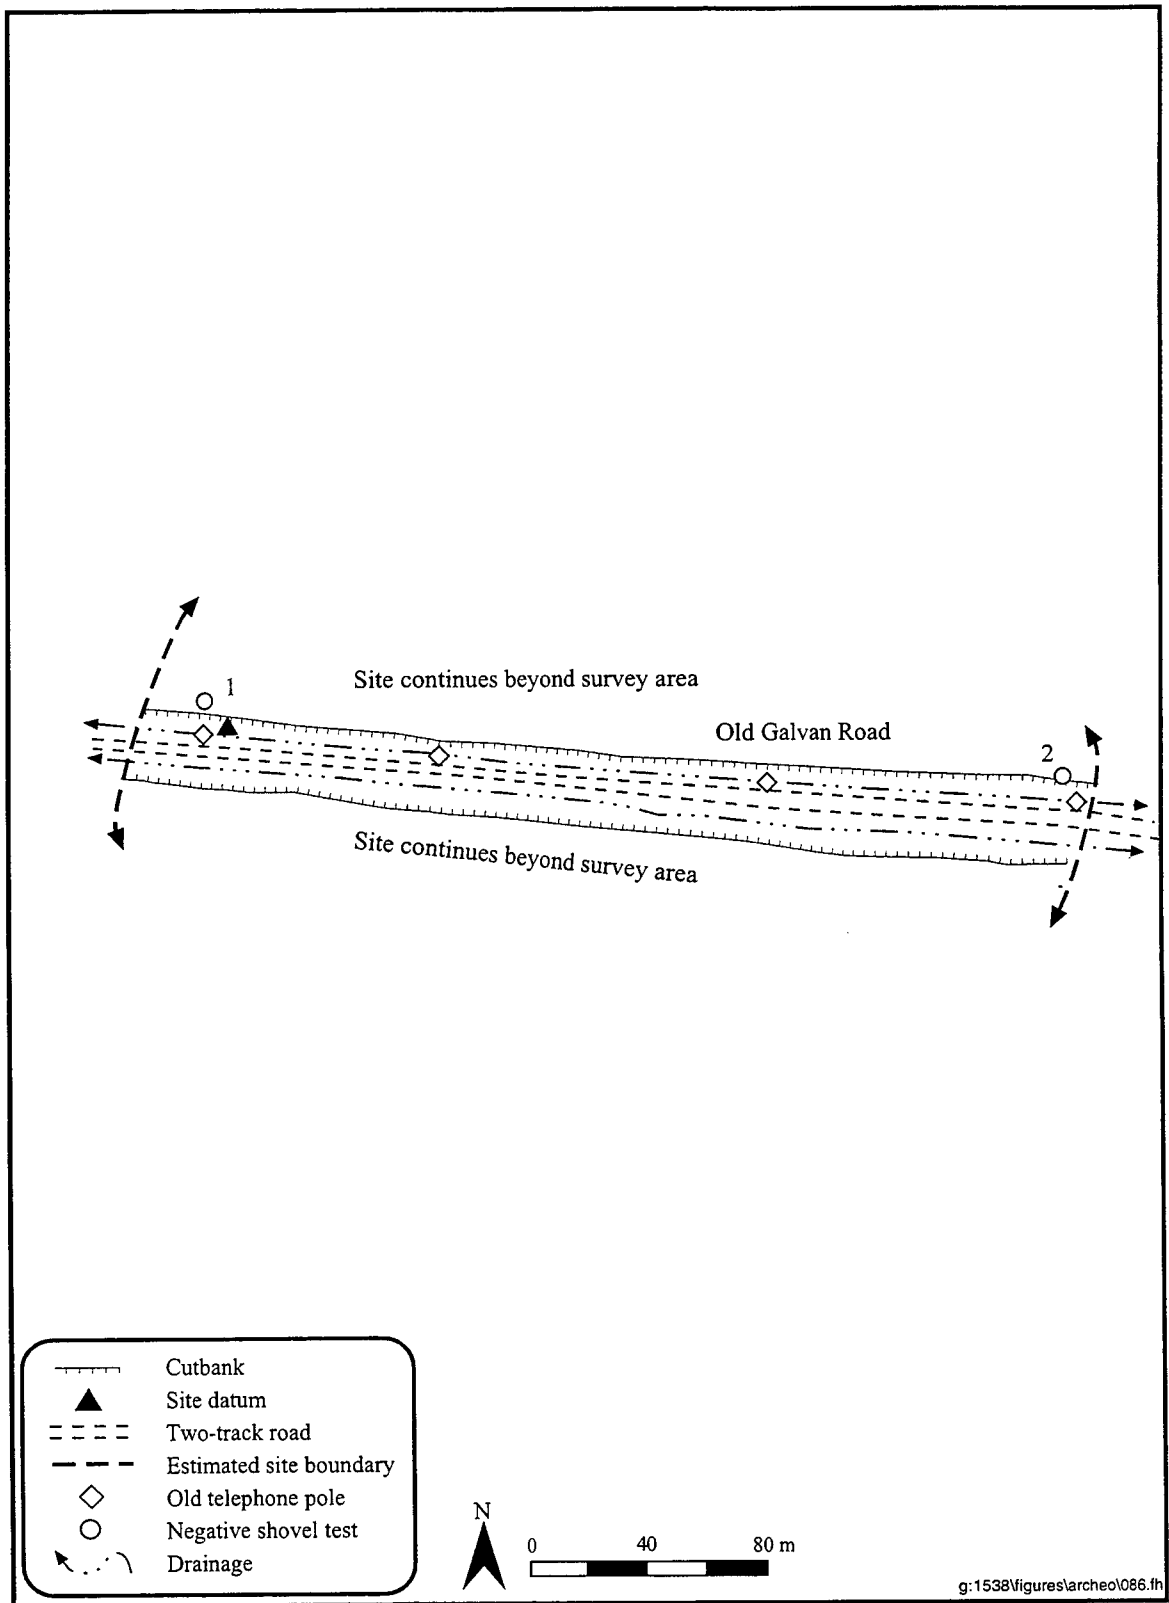 1
Site continues beyond survey area
Old Galvan Road
2
Site continues beyond survey area
Cutbank
Site datum
Two-track road
Estimated site boundary
Old telephone pole
Negative shovel test
Drainage
N
0 40 80 m
g:1538\figures\archeo\086.fh